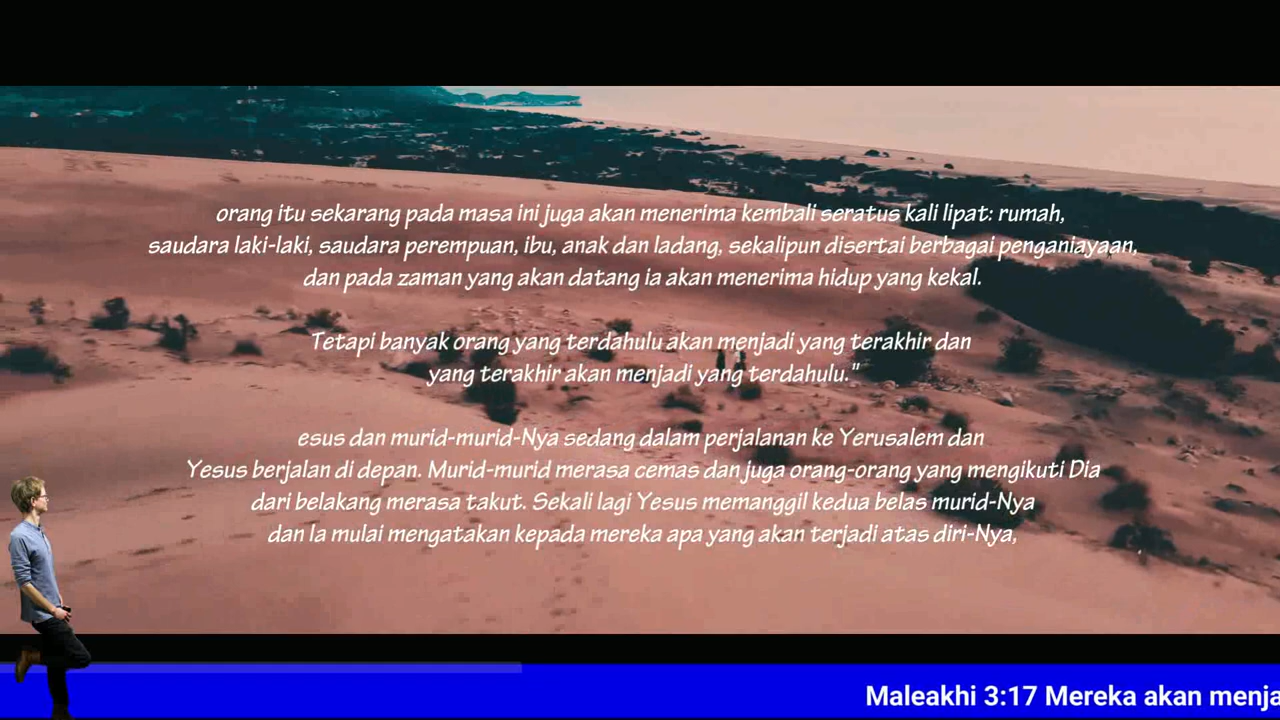 orang itu sekarang pada masa ini juga akan menerima kembali seratus kali lipat: rumah,
saudara laki-laki, saudara perempuan, ibu, anak dan ladang, sekalipun disertai berbagai penganiayaan,
dan pada zaman yang akan datang ia akan menerima hidup yang kekal.
Tetapi banyak orang yang terdahulu akan menjadi yang terakhir dan
yang terakhir akan menjadi yang terdahulu."
esus dan murid-murid-Nya sedang dalam perjalanan ke Yerusalem dan
Yesus berjalan di depan. Murid-murid merasa cemas dan juga orang-orang yang mengikuti Dia
dari belakang merasa takut. Sekali lagi Yesus memanggil kedua belas murid-Nya
dan Ia mulai mengatakan kepada mereka apa yang akan terjadi atas diri-Nya,
Maleakhi 3:17 Mereka akan menja